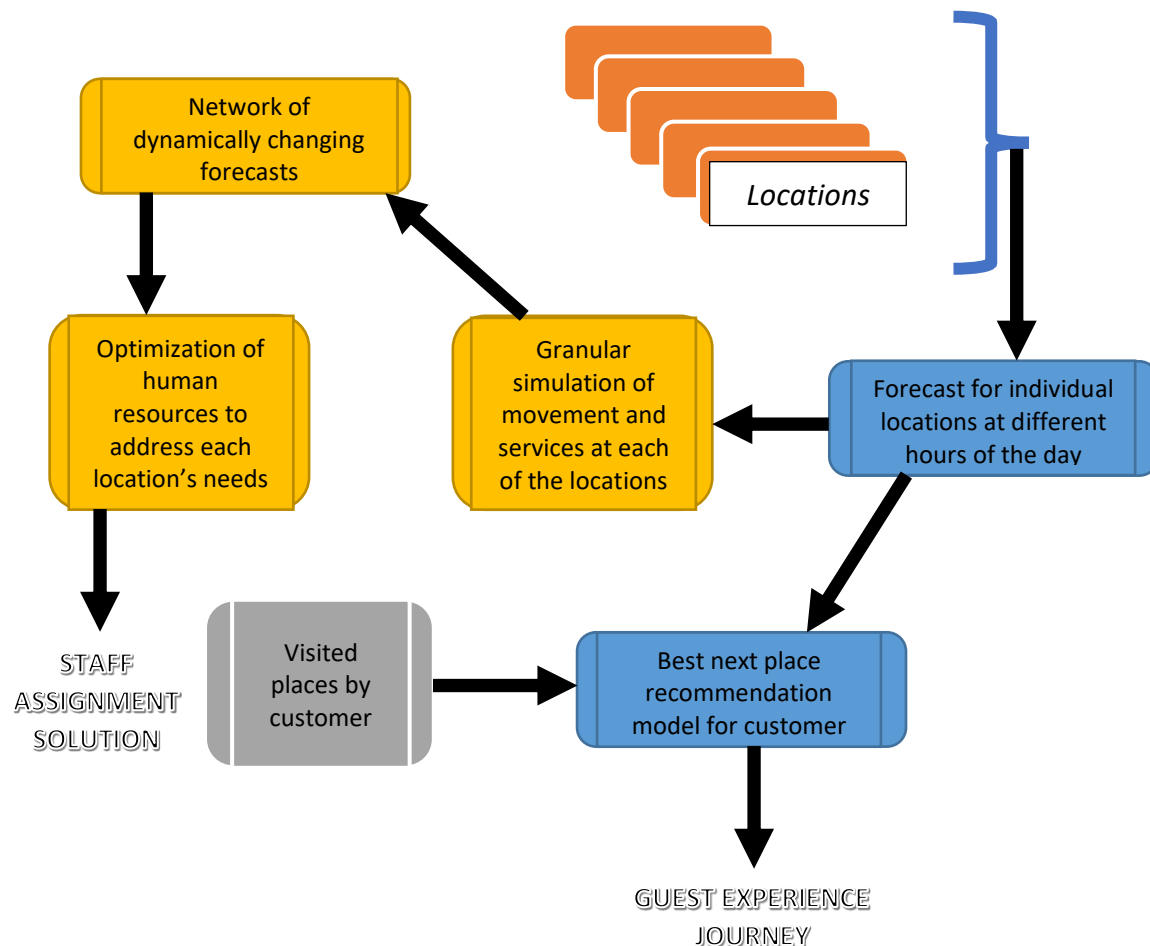 Locations
Network of
dynamically changing
forecasts
Optimization of
human
resources to
address each
location’s needs
Granular
simulation of
movement and
services at each
of the locations
Forecast for individual
locations at different
hours of the day
STAFF
ASSIGNMENT
SOLUTION
Visited
places by
customer
Best next place
recommendation
model for customer
GUEST EXPERIENCE
JOURNEY